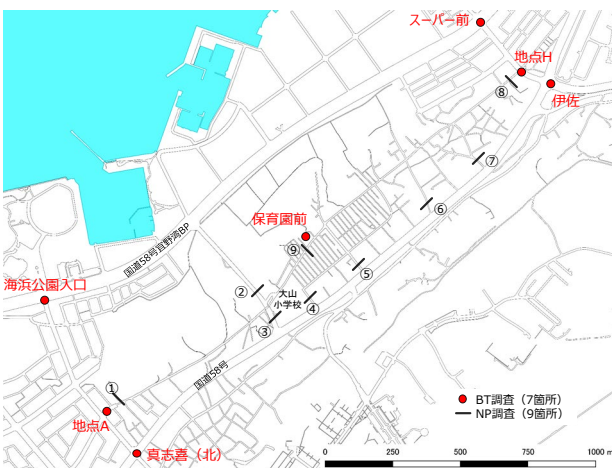 スーパー前
地点H
伊佐
⑧
⑦
⑥
保育園前
⑨
国道58号宜野湾BP
⑤
海浜公園入口
②
大山
小学校
④
③
国道58号
①
地点A
真志喜（北）
BT調査（7箇所）
NP調査（9箇所）
0 250 500 750 1000 m